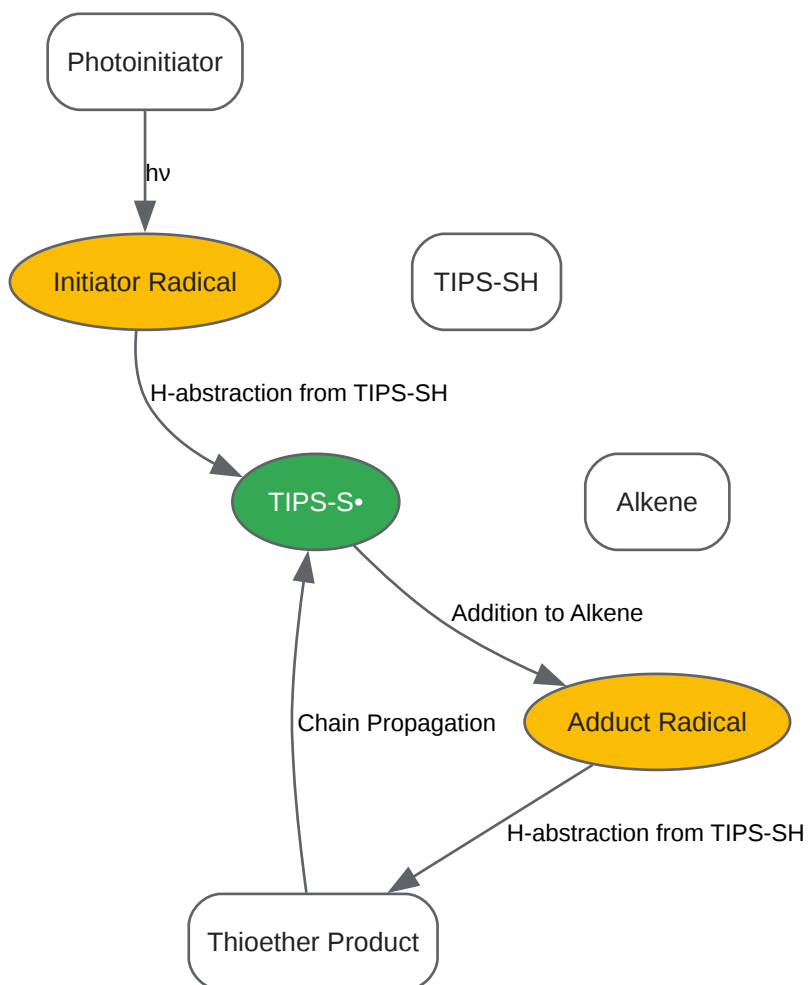 Photoinitiator
hν
Initiator Radical
TIPS-SH
H-abstraction from TIPS-SH
TIPS-S•
Alkene
Addition to Alkene
Chain Propagation
Adduct Radical
H-abstraction from TIPS-SH
Thioether Product